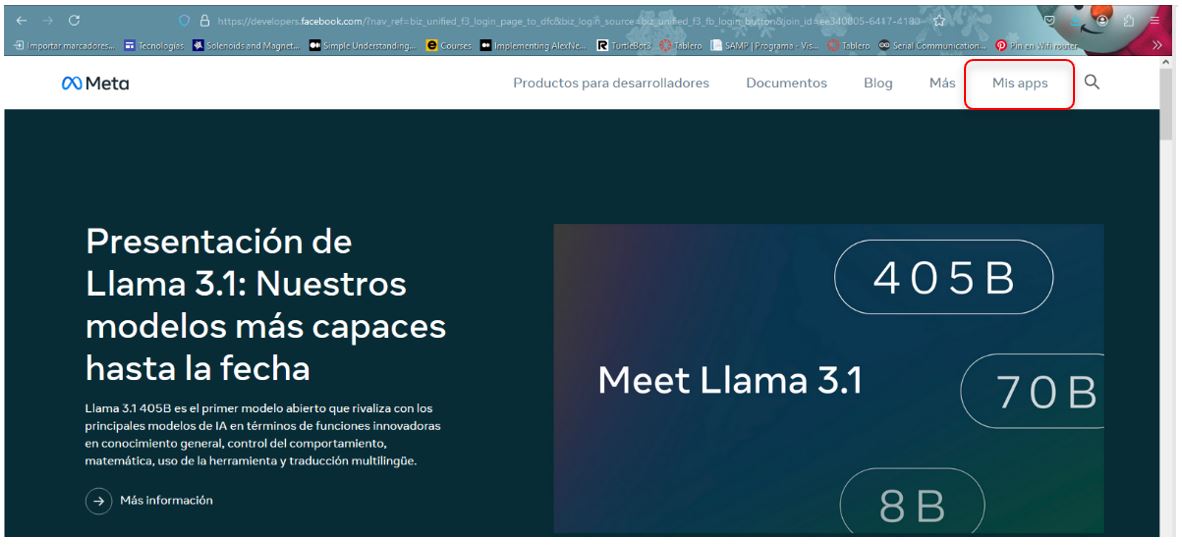 https://developers.facebook.com/?nav_ref=biz_unified_f3_login_page_to_dfc&biz_login_source=biz_unified_f3_fb_login_button&join_id=ee340805-6417-4180-
Importar marcadores... Tecnologías Solenoids and Magnet... Simple Understanding... Courses Implementing AlexNe... TurtleBot3 Tablero SAMP | Programa - Vis... Tablero Serial Communication... Pin en Wifi router
Meta Productos para desarrolladores Documentos Blog Más Mis apps
Presentación de
Llama 3.1: Nuestros
modelos más capaces
hasta la fecha
Llama 3.1 405B es el primer modelo abierto que rivaliza con los
principales modelos de IA en términos de funciones innovadoras
en conocimiento general, control del comportamiento,
matemática, uso de la herramienta y traducción multilingüe.
Más información
405B
Meet Llama 3.1
70B
8B